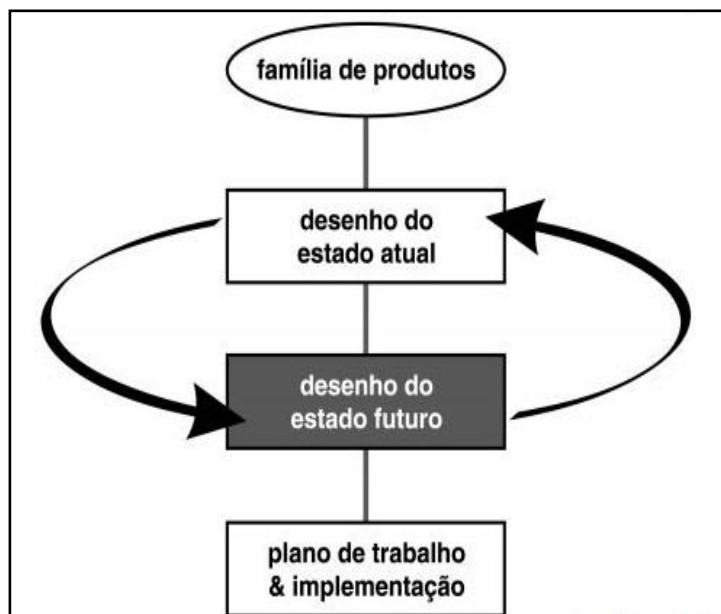 família de produtos
desenho do
estado atual
desenho do
estado futuro
plano de trabalho
& implementação